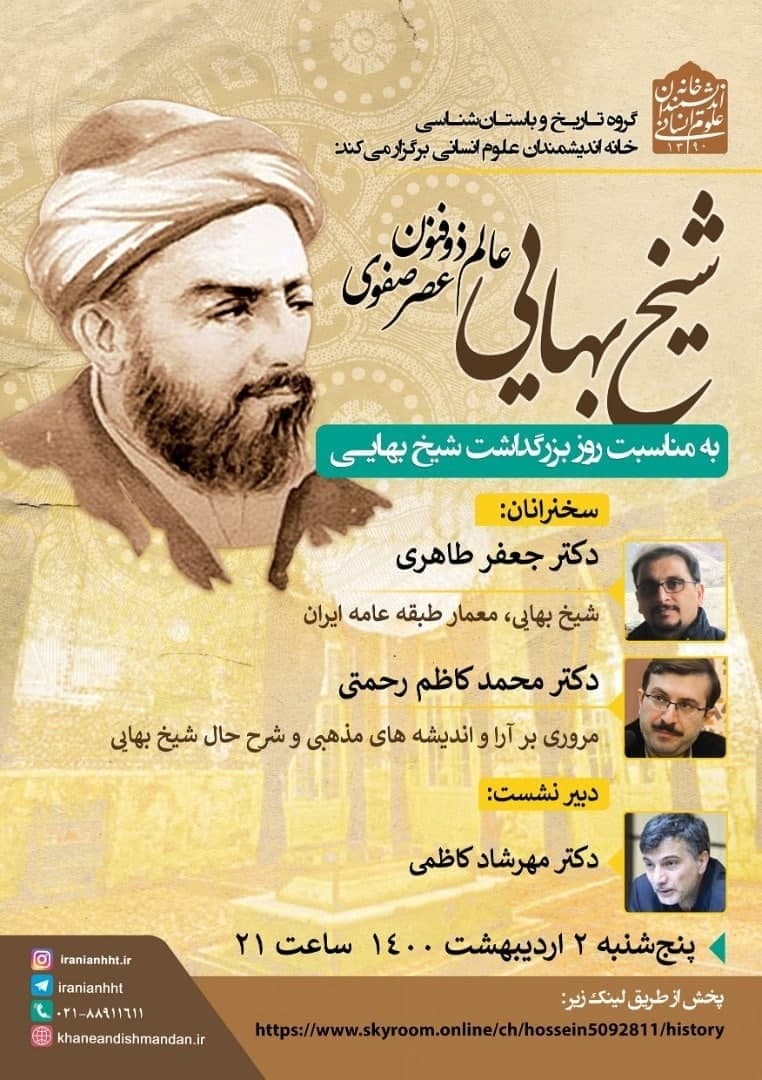 خانه
اندیشمندان
علوم انسانی
۱۳۹۰
گروه تاریخ و باستان‌شناسی
خانه اندیشمندان علوم انسانی برگزار می‌کند:
شیخ بهایی
عالم ذوفنون
عصر صفوی
به مناسبت روز بزرگداشت شیخ بهایی
سخنرانان:
دکتر جعفر طاهری
شیخ بهایی، معمار طبقه عامه ایران
دکتر محمد کاظم رحمتی
مروری بر آرا و اندیشه های مذهبی و شرح حال شیخ بهایی
دبیر نشست:
دکتر مهرشاد کاظمی
پنج‌شنبه ۲ اردیبهشت ۱۴۰۰ ساعت ۲۱
پخش از طریق لینک زیر:
https://www.skyroom.online/ch/hossein5092811/history
iranianhht.ir
iranianhht
۰۲۱-۸۸۹۱۱۶۱۱
khaneandishmandan.ir